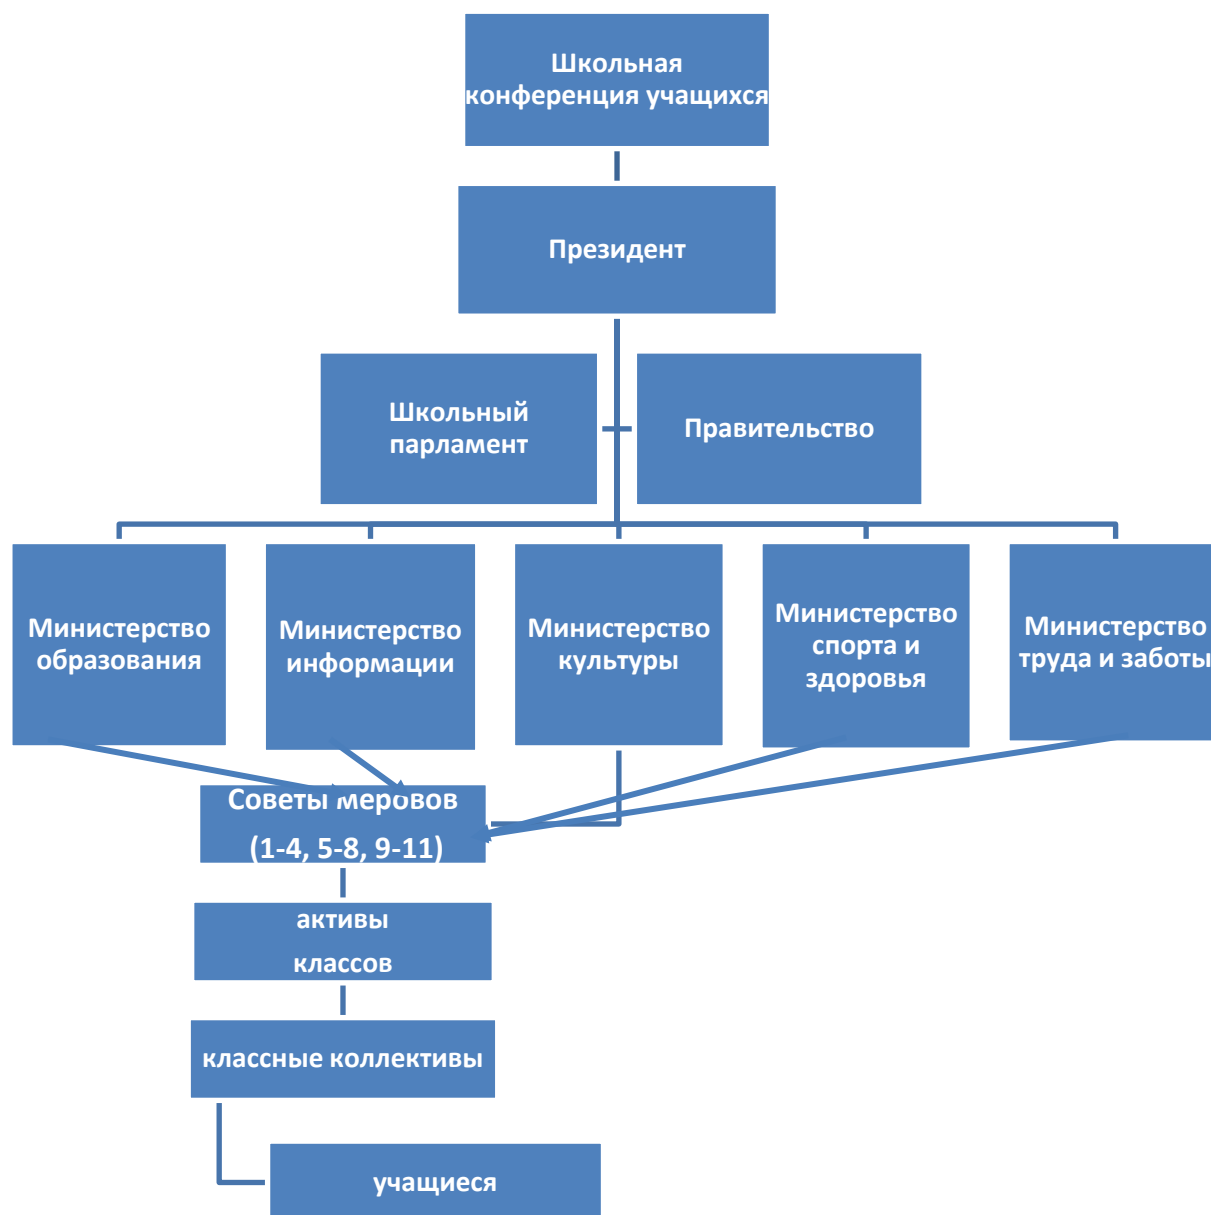 Школьная
конференция учащихся
Президент
Школьный
парламент
Правительство
Министерство
образования
Министерство
информации
Министерство
культуры
Министерство
спорта и
здоровья
Министерство
труда и заботы
Советы меровов
(1-4, 5-8, 9-11)
активы
классов
классные коллективы
учащиеся